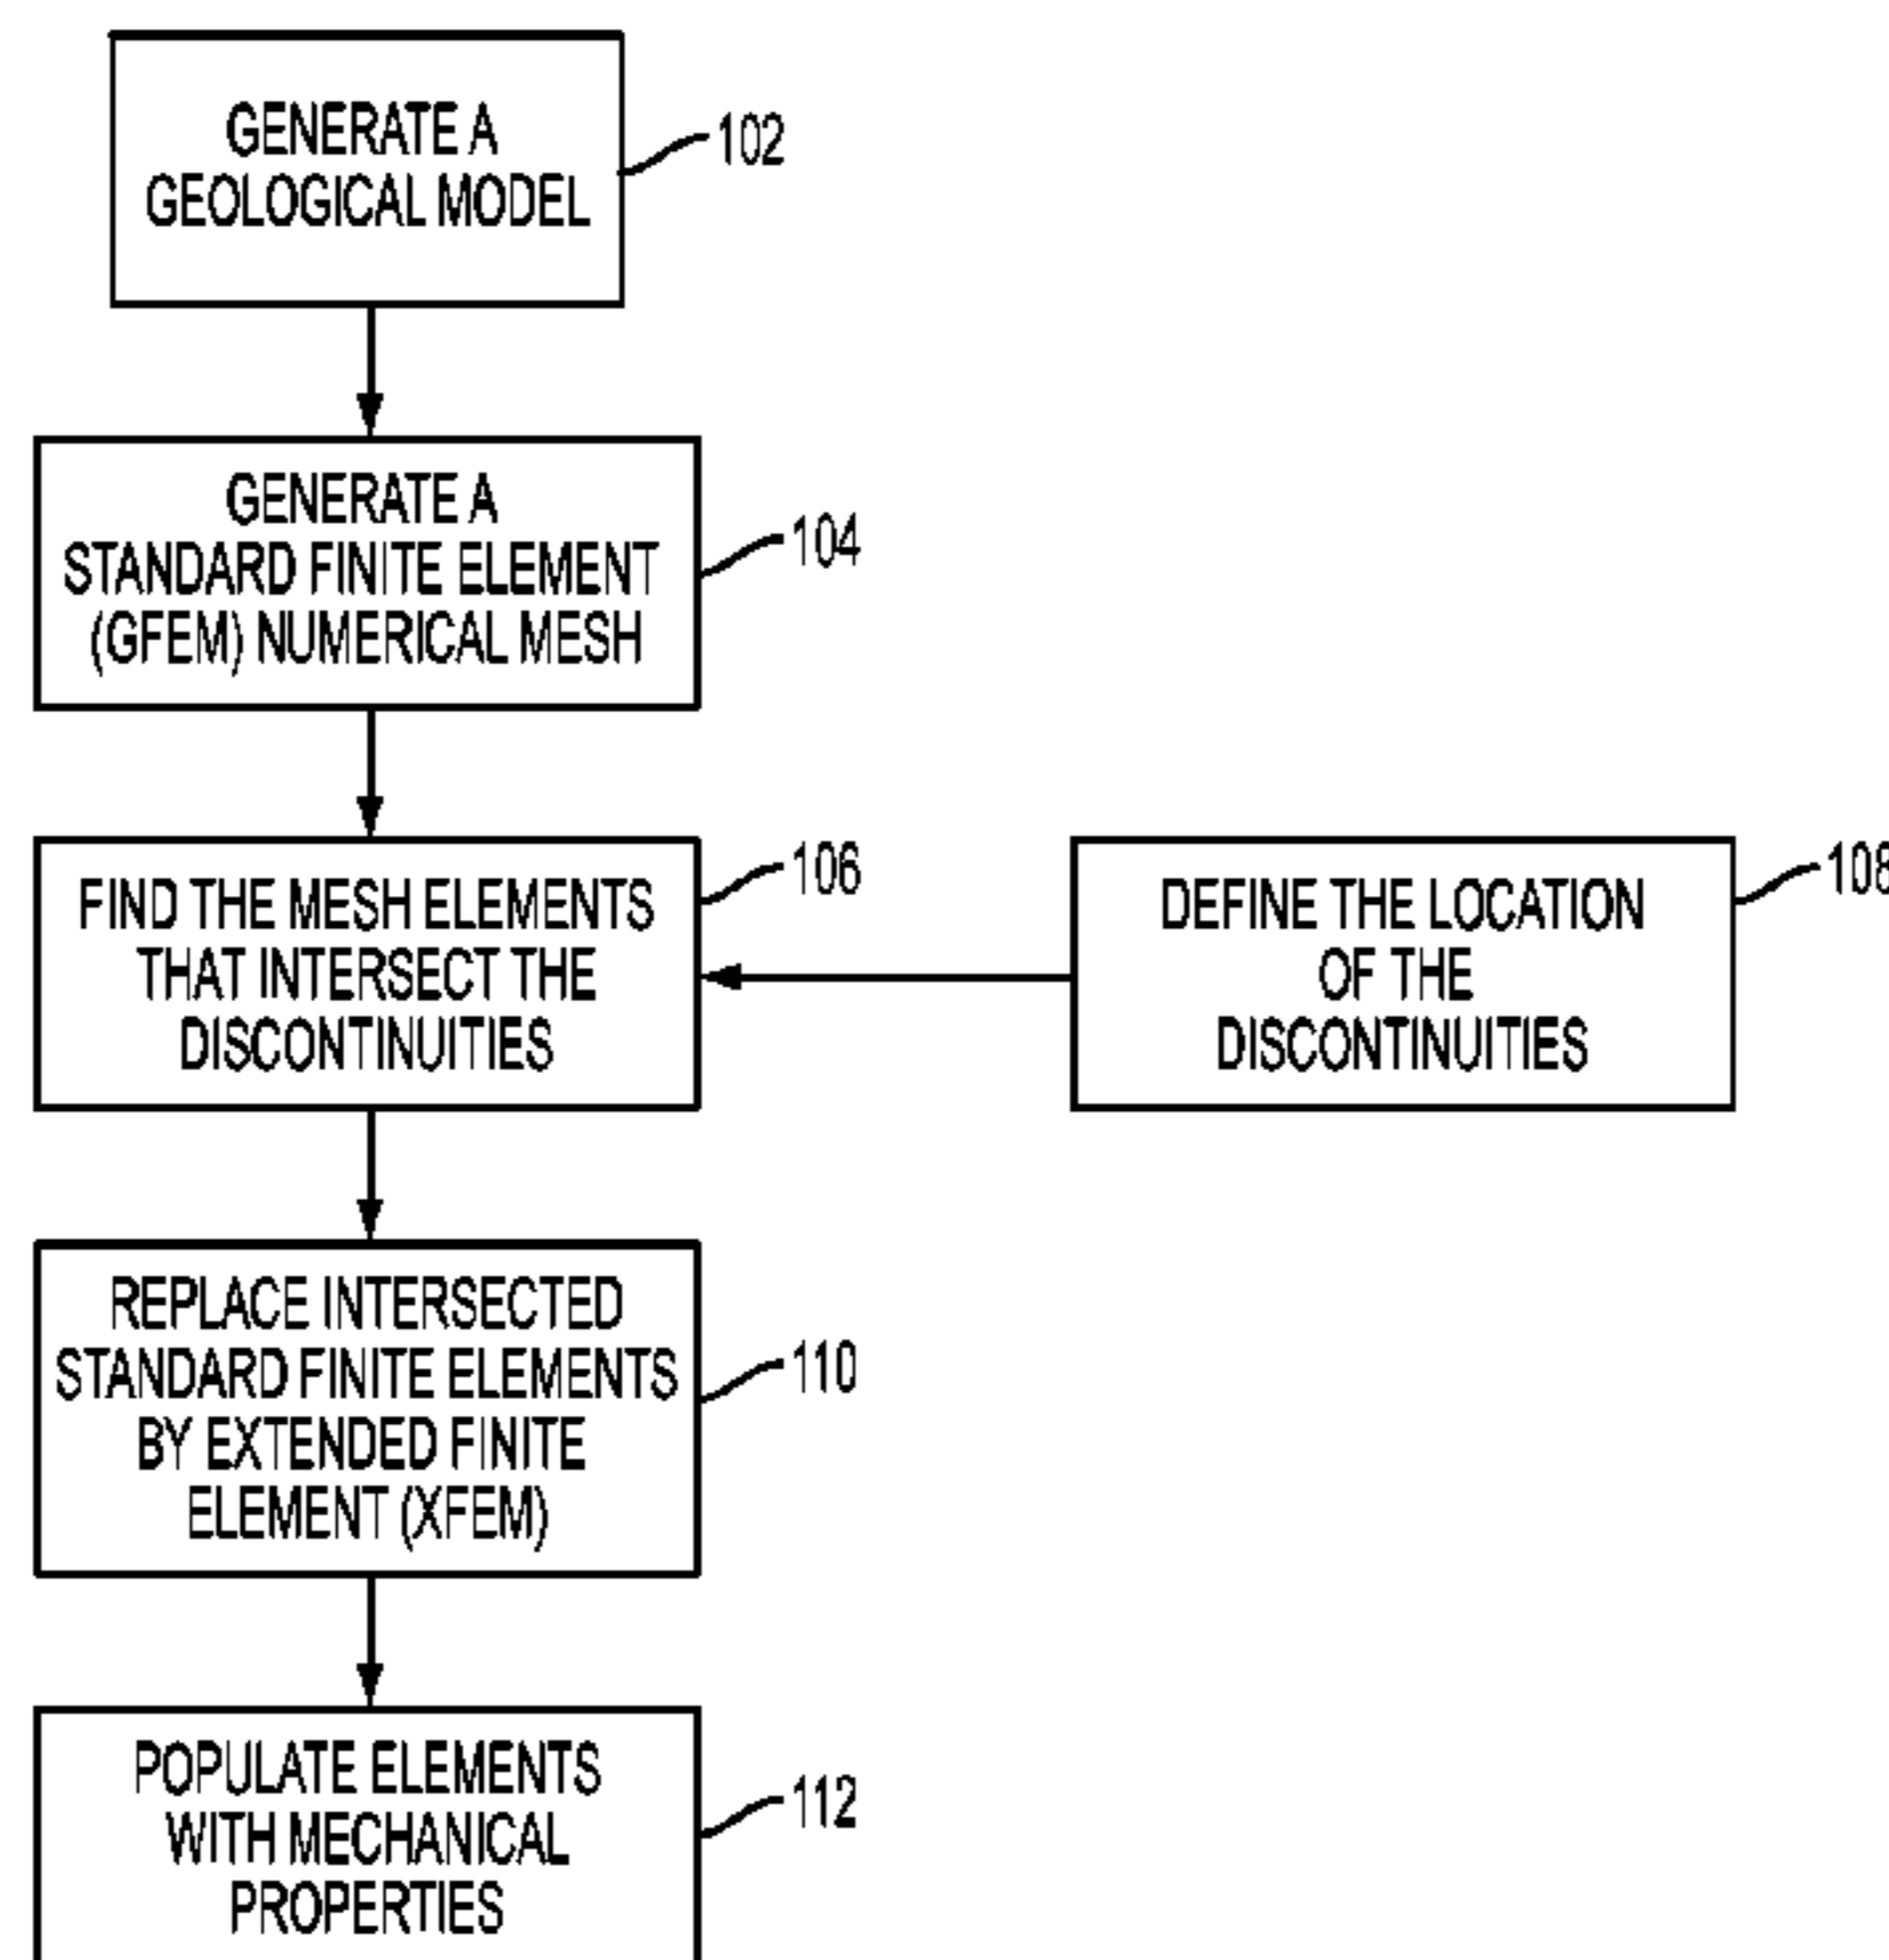 GENERATE A
GEOLOGICAL MODEL
102
GENERATE A
STANDARD FINITE ELEMENT
(GFEM) NUMERICAL MESH
104
FIND THE MESH ELEMENTS
THAT INTERSECT THE
DISCONTINUITIES
106
DEFINE THE LOCATION
OF THE
DISCONTINUITIES
108
REPLACE INTERSECTED
STANDARD FINITE ELEMENTS
BY EXTENDED FINITE
ELEMENT (XFEM)
110
POPULATE ELEMENTS
WITH MECHANICAL
PROPERTIES
112